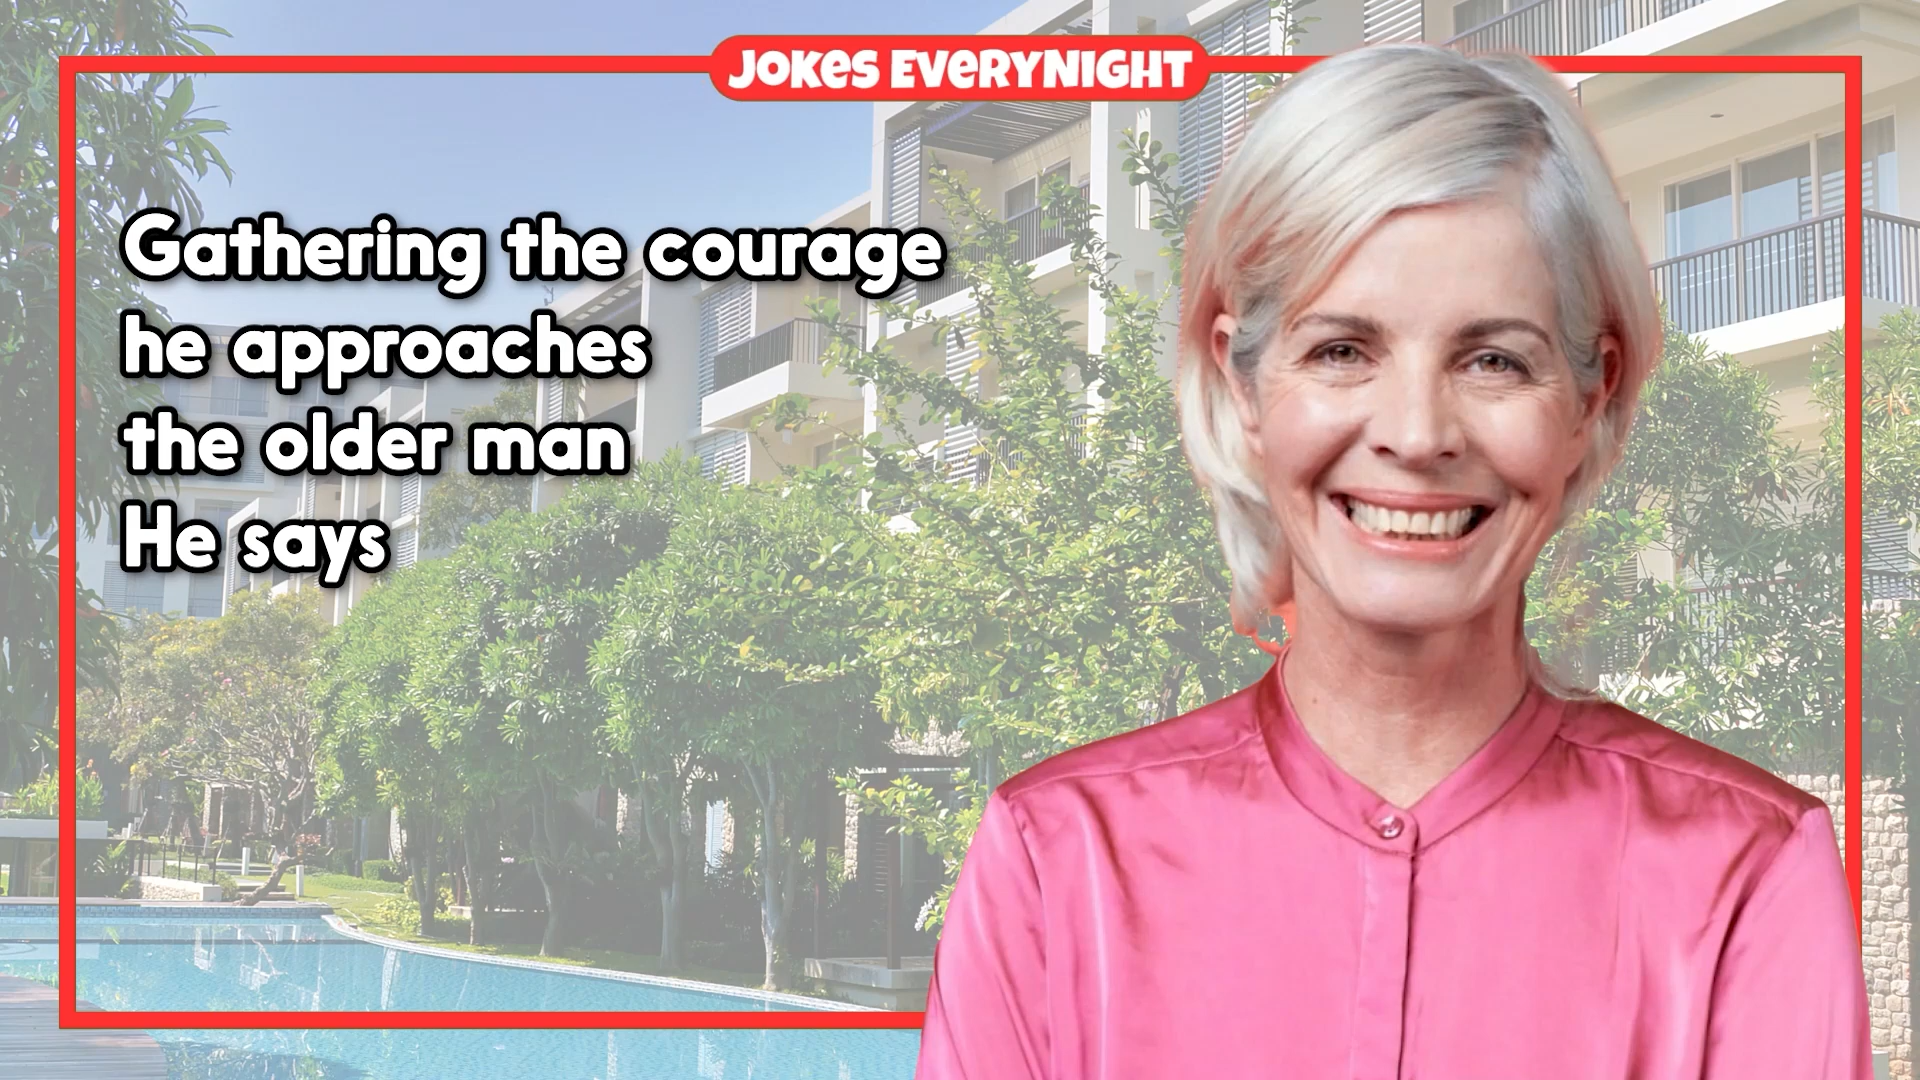 JOKES EVERYNIGHT
Gathering the courage
he approaches
the older man
He says